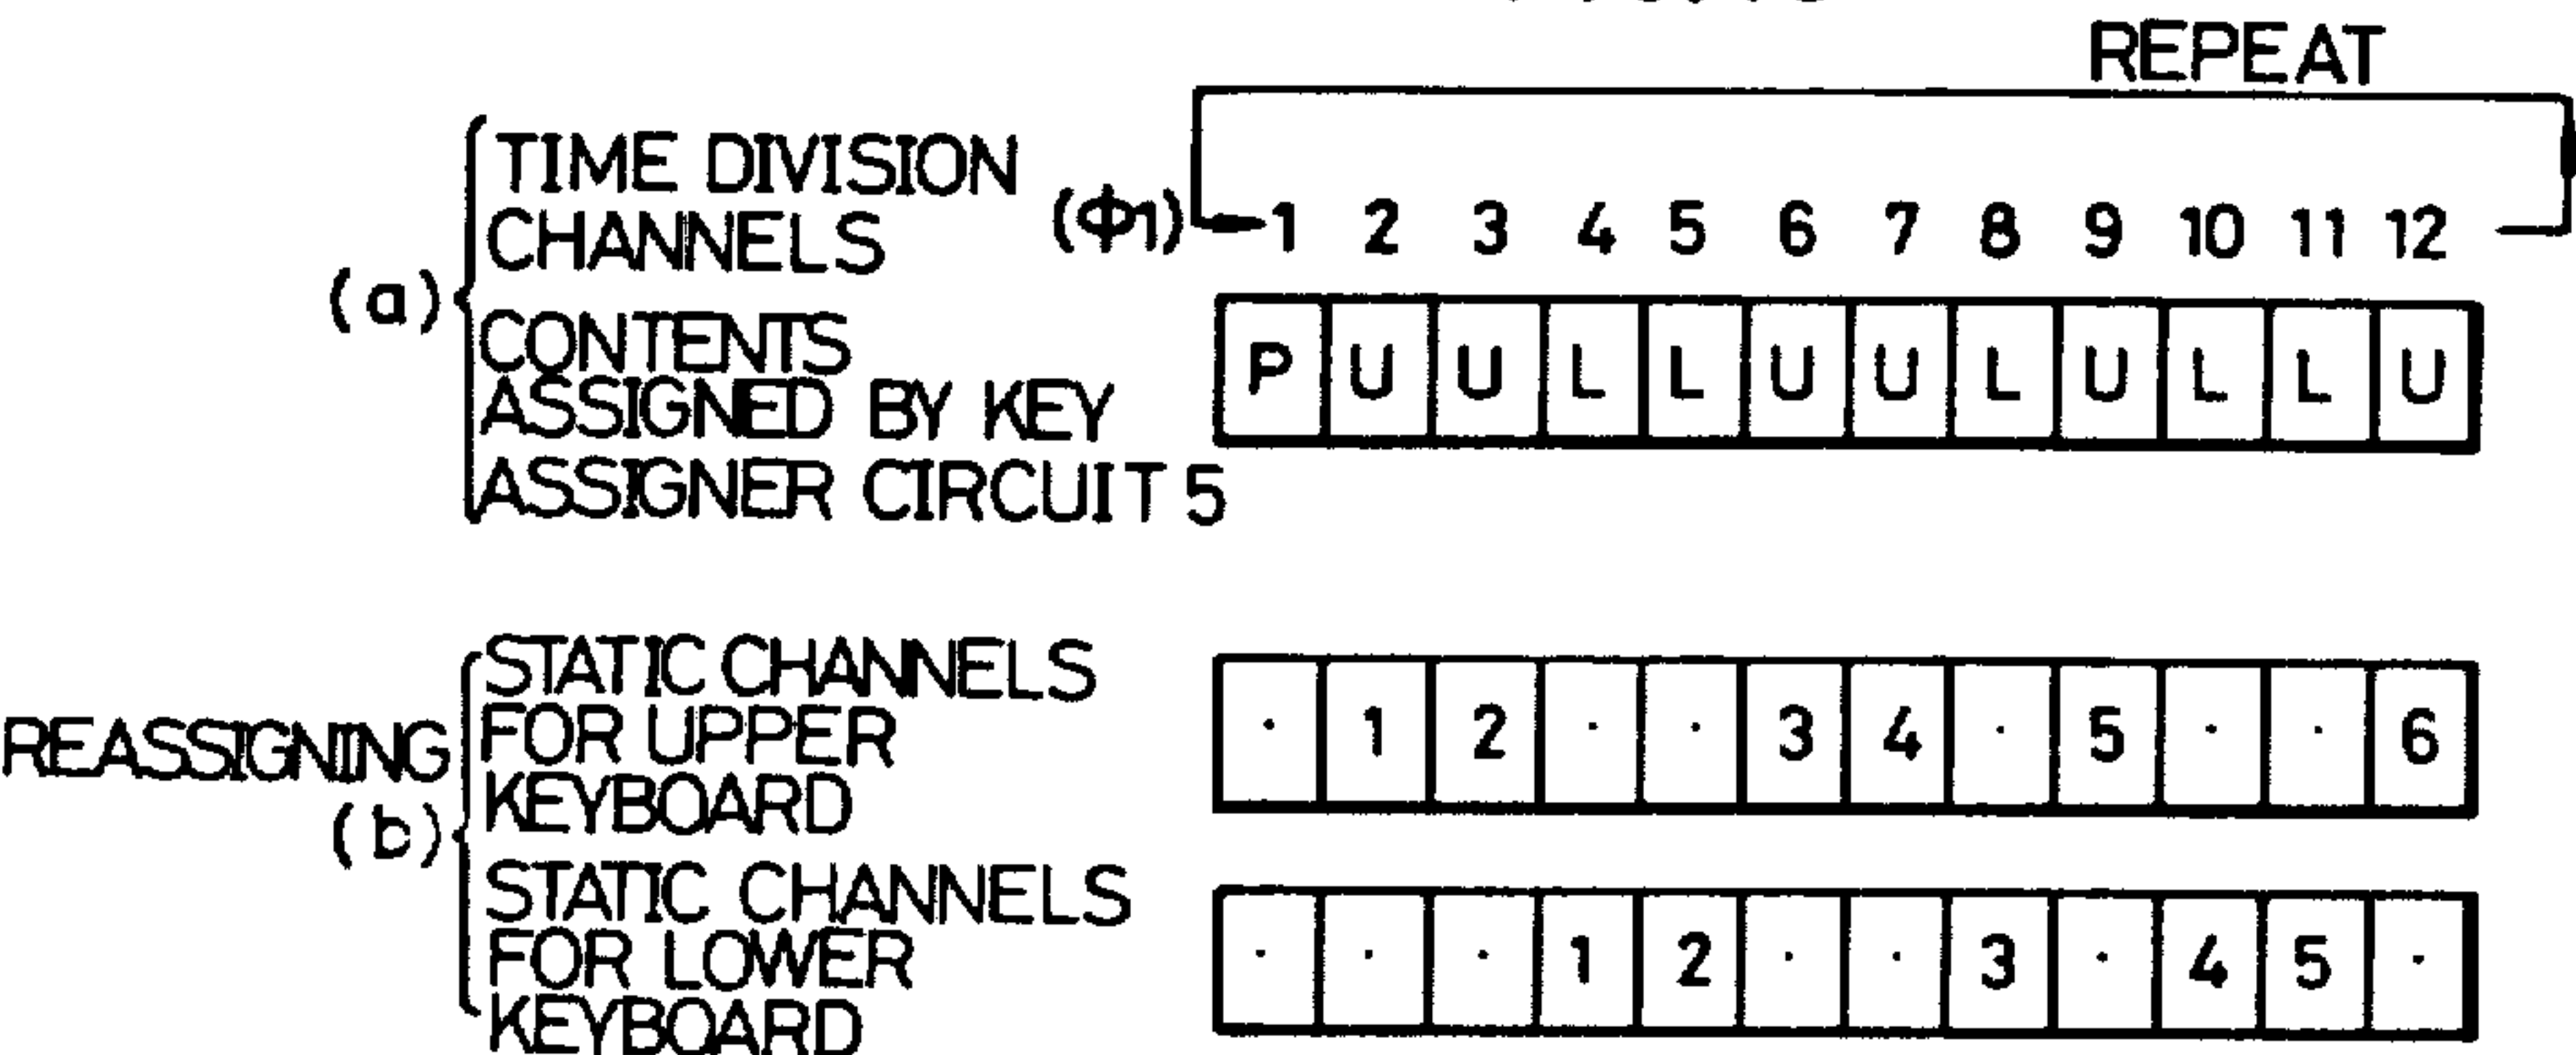 REPEAT
(a)
TIME DIVISION
CHANNELS
(Φ1) 1 2 3 4 5 6 7 8 9 10 11 12
CONTENTS
ASSIGNED BY KEY
ASSIGNER CIRCUIT 5
P U U L L U U L U L L U
REASSIGNING
(b)
STATIC CHANNELS
FOR UPPER
KEYBOARD
· 1 2 · · 3 4 · 5 · · 6
STATIC CHANNELS
FOR LOWER
KEYBOARD
· · · 1 2 · · 3 · 4 5 ·